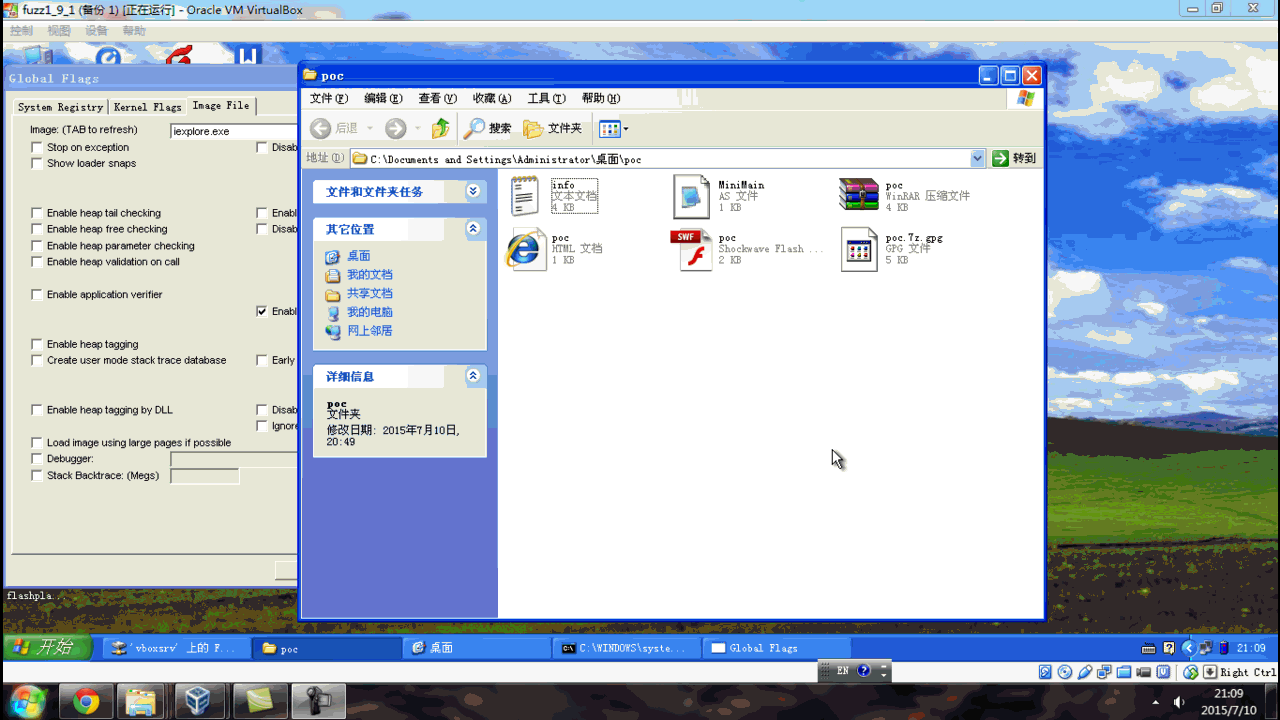 fuzz1_9_1 (备份 1) [正在运行] - Oracle VM VirtualBox
控制 视图 设备 帮助
Global Flags
System Registry Kernel Flags Image File
Image: (TAB to refresh) iexplore.exe
Stop on exception Disab
Show loader snaps
Enable heap tail checking Enabl
Enable heap free checking Disab
Enable heap parameter checking
Enable heap validation on call
Enable application verifier
Enabl
Enable heap tagging
Create user mode stack trace database Early
Enable heap tagging by DLL Disab
Ignore
Load image using large pages if possible
Debugger:
Stack Backtrace: (Megs)
flashpla...
poc
文件(F) 编辑(E) 查看(V) 收藏(A) 工具(T) 帮助(H)
后退 搜索 文件夹
地址(D) C:\Documents and Settings\Administrator\桌面\poc 转到
文件和文件夹任务
其它位置
桌面
我的文档
共享文档
我的电脑
网上邻居
详细信息
poc
文件夹
修改日期: 2015年7月10日,
20:49
info
文本文档
4 KB
MiniMain
AS 文件
1 KB
poc
WinRAR 压缩文件
4 KB
poc
HTML 文档
1 KB
SWF
poc
Shockwave Flash ...
2 KB
poc.7z.gpg
GPG 文件
5 KB
开始 'vboxsrv' 上的 F... poc 桌面 C:\WINDOWS\syste... Global Flags 21:09
EN Right Ctrl
21:09
2015/7/10